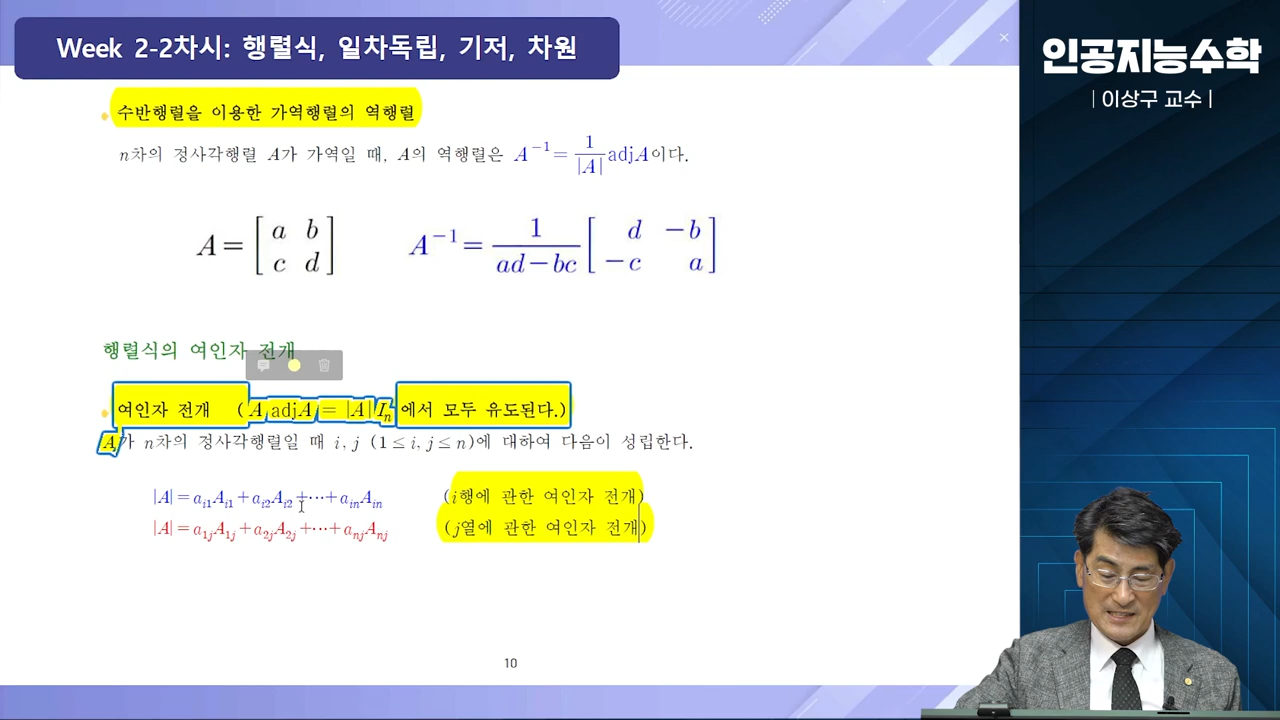 Week 2-2차시: 행렬식, 일차독립, 기저, 차원
인공지능수학
| 이상구 교수 |
수반행렬을 이용한 가역행렬의 역행렬
n차의 정사각행렬 A가 가역일 때, A의 역행렬은 A⁻¹ = 1/|A| adjA이다.
A = [a b; c d]  A⁻¹ = 1/(ad−bc) [d −b; −c a]
행렬식의 여인자 전개
여인자 전개 (A adjA = |A| Iₙ 에서 모두 유도된다.)
A가 n차의 정사각행렬일 때 i, j (1 ≤ i, j ≤ n)에 대하여 다음이 성립한다.
|A| = a_{i1}A_{i1} + a_{i2}A_{i2} + ⋯ + a_{in}A_{in} (i행에 관한 여인자 전개)
|A| = a_{1j}A_{1j} + a_{2j}A_{2j} + ⋯ + a_{nj}A_{nj} (j열에 관한 여인자 전개)
10